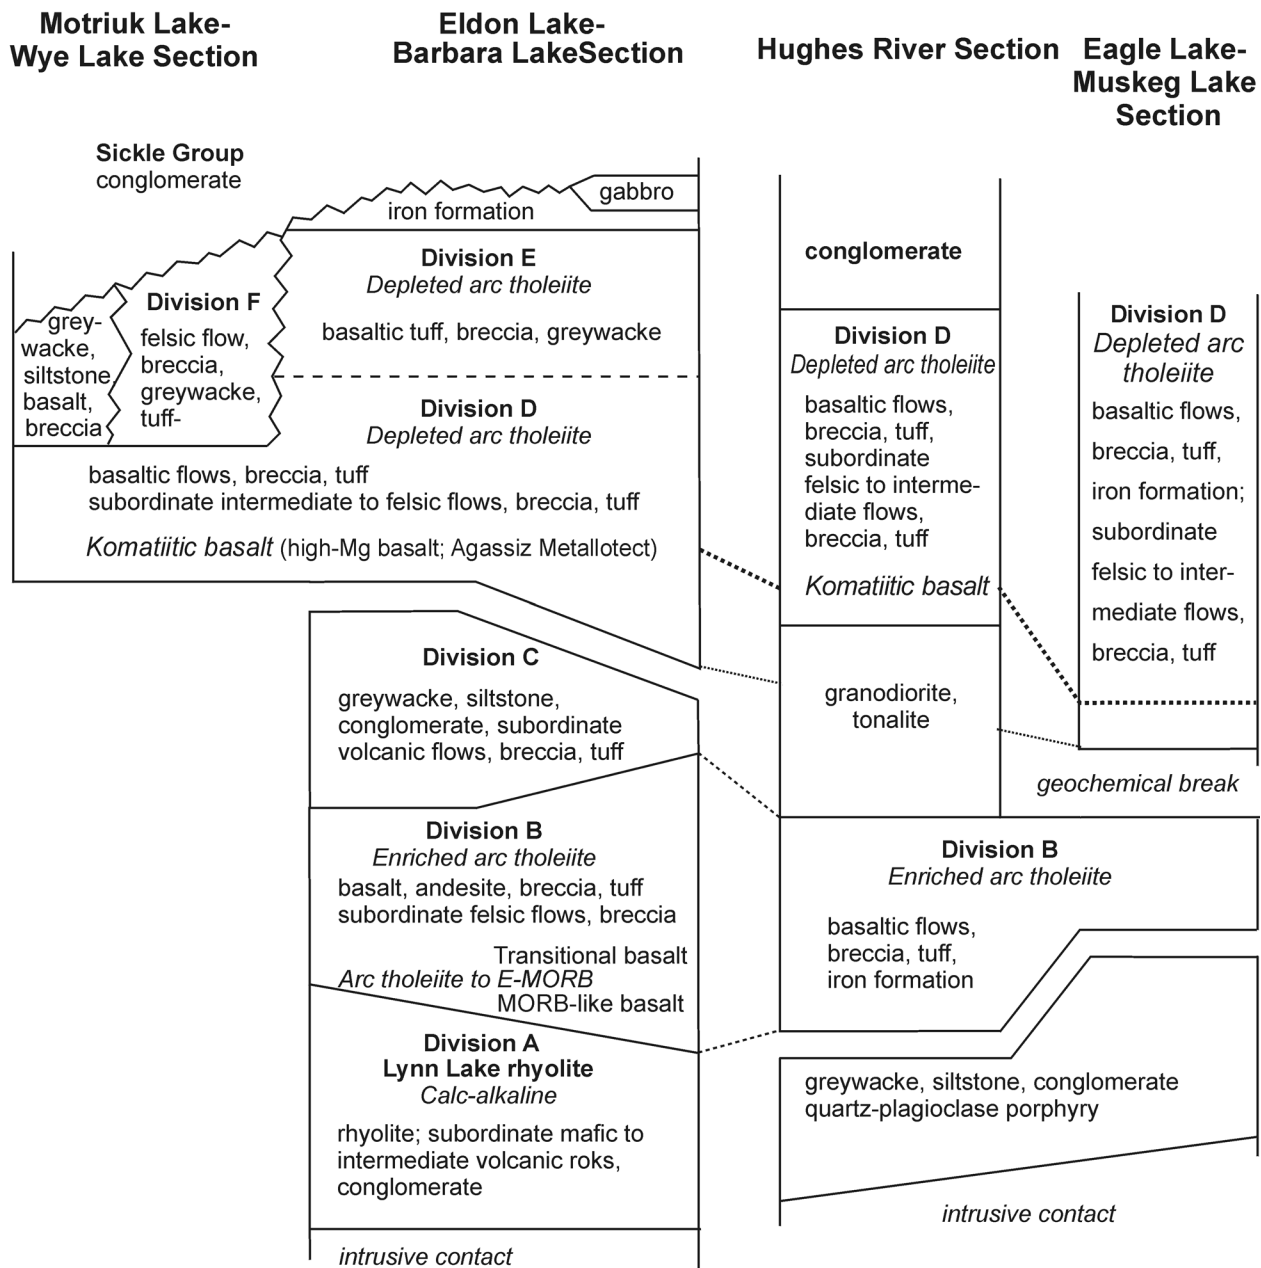 Motriuk Lake-
Wye Lake Section
Eldon Lake-
Barbara LakeSection
Hughes River Section
Eagle Lake-
Muskeg Lake
Section
Sickle Group
conglomerate
gabbro
iron formation
Division E
Depleted arc tholeiite
basaltic tuff, breccia, greywacke
Division F
felsic flow,
breccia,
greywacke,
tuff-
grey-
wacke,
siltstone,
basalt,
breccia
Division D
Depleted arc tholeiite
basaltic flows, breccia, tuff
subordinate intermediate to felsic flows, breccia, tuff
Komatiitic basalt (high-Mg basalt; Agassiz Metallotect)
Division C
greywacke, siltstone,
conglomerate, subordinate
volcanic flows, breccia, tuff
Division B
Enriched arc tholeiite
basalt, andesite, breccia, tuff
subordinate felsic flows, breccia
Transitional basalt
Arc tholeiite to E-MORB
MORB-like basalt
Division A
Lynn Lake rhyolite
Calc-alkaline
rhyolite; subordinate mafic to
intermediate volcanic roks,
conglomerate
intrusive contact
conglomerate
Division D
Depleted arc tholeiite
basaltic flows,
breccia, tuff,
subordinate
felsic to interme-
diate flows,
breccia, tuff
Komatiitic basalt
granodiorite,
tonalite
Division D
Depleted arc
tholeiite
basaltic flows,
breccia, tuff,
iron formation;
subordinate
felsic to inter-
mediate flows,
breccia, tuff
geochemical break
Division B
Enriched arc tholeiite
basaltic flows,
breccia, tuff,
iron formation
greywacke, siltstone, conglomerate
quartz-plagioclase porphyry
intrusive contact